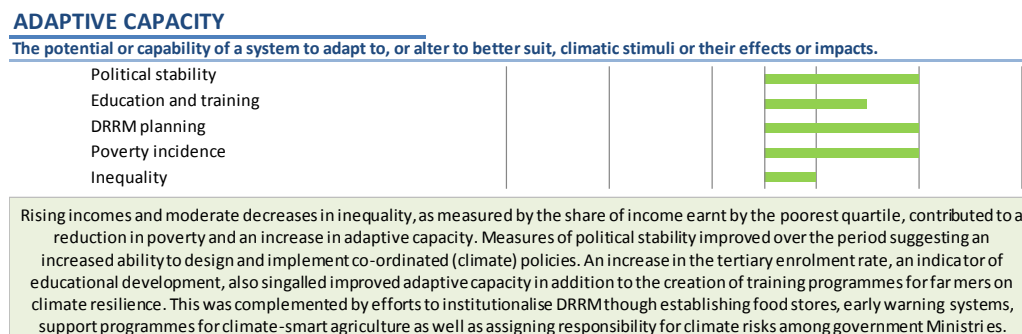 ADAPTIVE CAPACITY
The potential or capability of a system to adapt to, or alter to better suit, climatic stimuli or their effects or impacts.
Political stability
Education and training
DRRM planning
Poverty incidence
Inequality
Rising incomes and moderate decreases in inequality, as measured by the share of income earnt by the poorest quartile, contributed to a
reduction in poverty and an increase in adaptive capacity. Measures of political stability improved over the period suggesting an
increased ability to design and implement co-ordinated (climate) policies. An increase in the tertiary enrolment rate, an indicator of
educational development, also singalled improved adaptive capacity in addition to the creation of training programmes for farmers on
climate resilience. This was complemented by efforts to institutionalise DRRM though establishing food stores, early warning systems,
support programmes for climate-smart agriculture as well as assigning responsibility for climate risks among government Ministries.